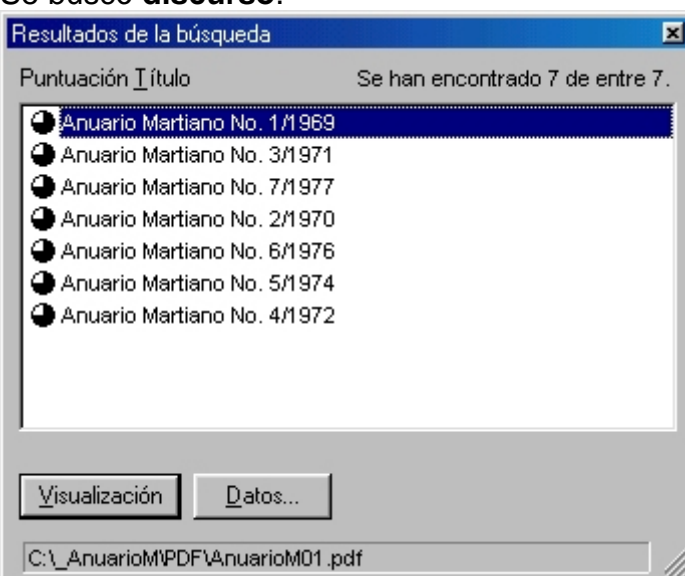 Se buscó discurso.
Resultados de la búsqueda
Puntuación Título Se han encontrado 7 de entre 7.
Anuario Martiano No. 1/1969
Anuario Martiano No. 3/1971
Anuario Martiano No. 7/1977
Anuario Martiano No. 2/1970
Anuario Martiano No. 6/1976
Anuario Martiano No. 5/1974
Anuario Martiano No. 4/1972
Visualización Datos...
C:\_AnuarioM\PDF\AnuarioM01.pdf